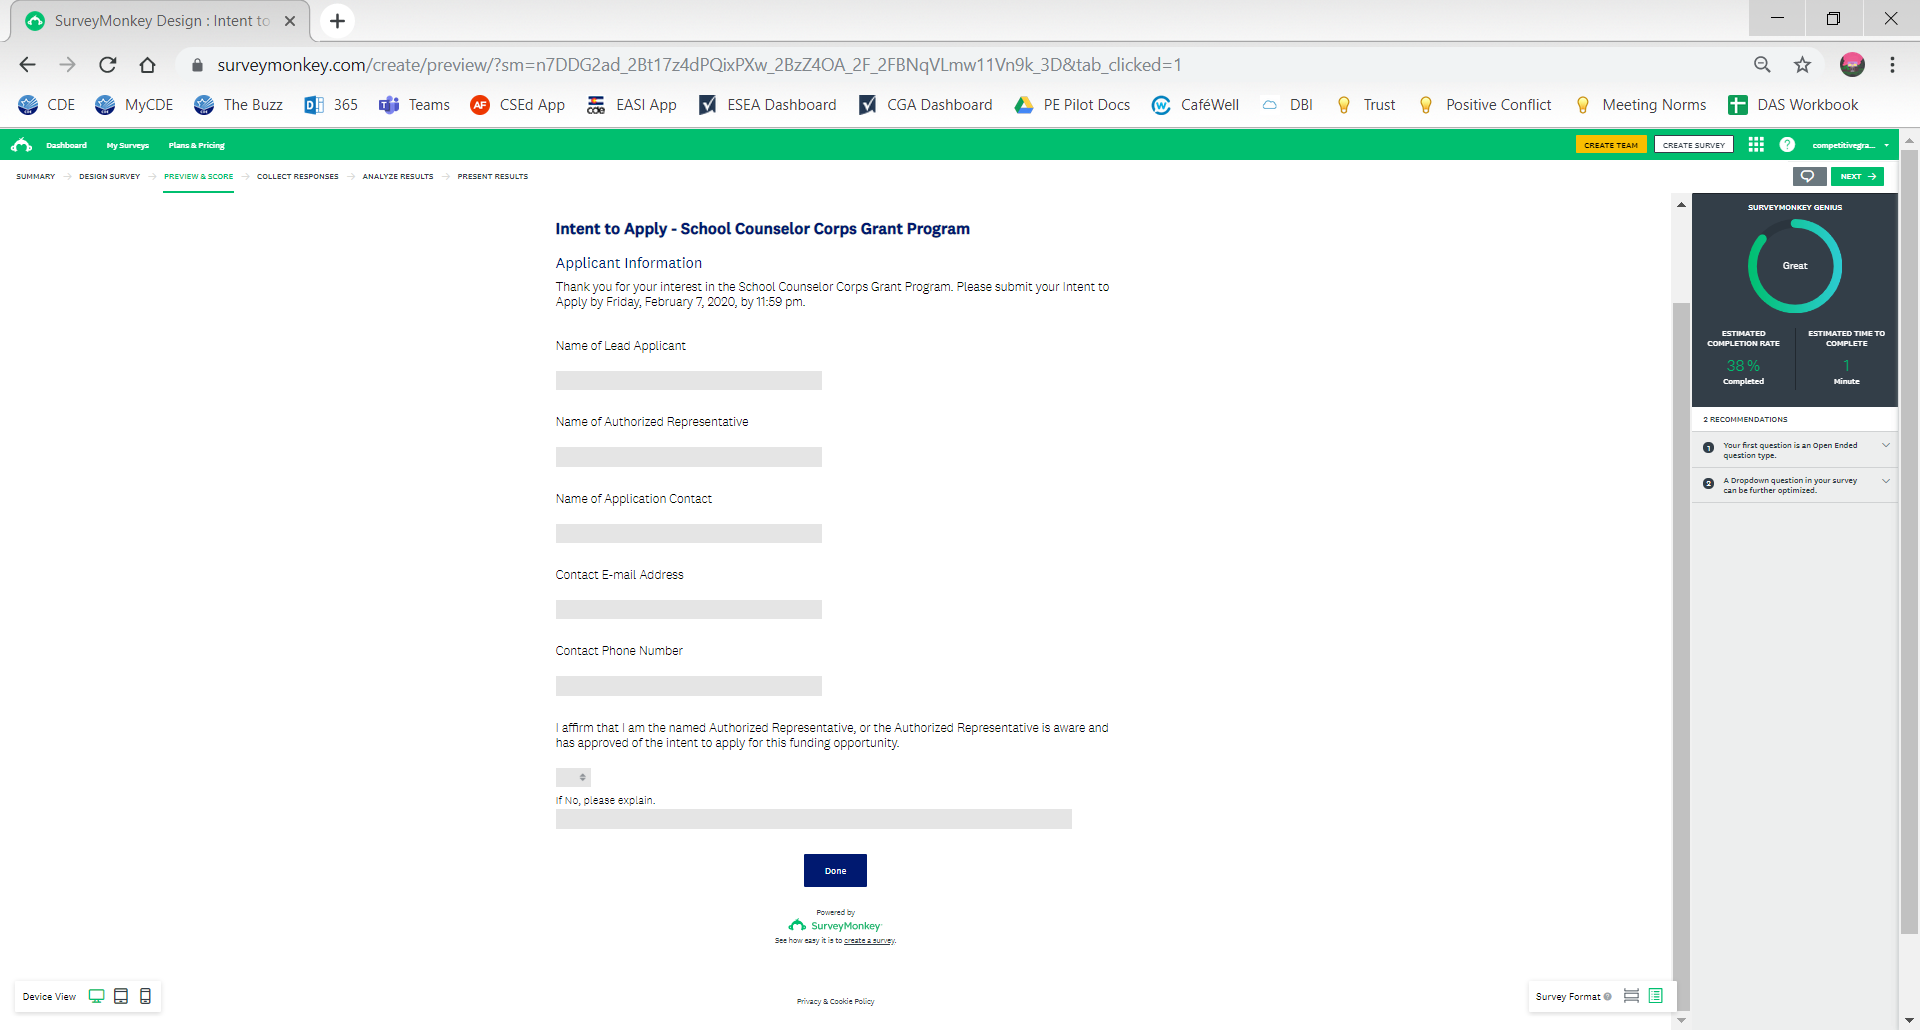 SurveyMonkey Design : Intent to
surveymonkey.com/create/preview/?sm=n7DDG2ad_2Bt17z4dPQixPXw_2BzZ4OA_2F_2FBNqVLmw11Vn9k_3D&tab_clicked=1
CDE MyCDE The Buzz 365 Teams CSEd App EASI App ESEA Dashboard CGA Dashboard PE Pilot Docs CaféWell DBI Trust Positive Conflict Meeting Norms DAS Workbook
Dashboard My Surveys Plans & Pricing CREATE TEAM CREATE SURVEY competitivegra...
SUMMARY DESIGN SURVEY PREVIEW & SCORE COLLECT RESPONSES ANALYZE RESULTS PRESENT RESULTS NEXT
Intent to Apply - School Counselor Corps Grant Program
Applicant Information
Thank you for your interest in the School Counselor Corps Grant Program. Please submit your Intent to
Apply by Friday, February 7, 2020, by 11:59 pm.
Name of Lead Applicant
Name of Authorized Representative
Name of Application Contact
Contact E-mail Address
Contact Phone Number
I affirm that I am the named Authorized Representative, or the Authorized Representative is aware and
has approved of the intent to apply for this funding opportunity.
If No, please explain.
Done
Powered by
SurveyMonkey
See how easy it is to create a survey.
Privacy & Cookie Policy
SURVEYMONKEY GENIUS
Great
ESTIMATED
COMPLETION RATE
38%
Completed
ESTIMATED TIME TO
COMPLETE
1
Minute
2 RECOMMENDATIONS
1 Your first question is an Open Ended
question type.
2 A Dropdown question in your survey
can be further optimized.
Device View
Survey Format